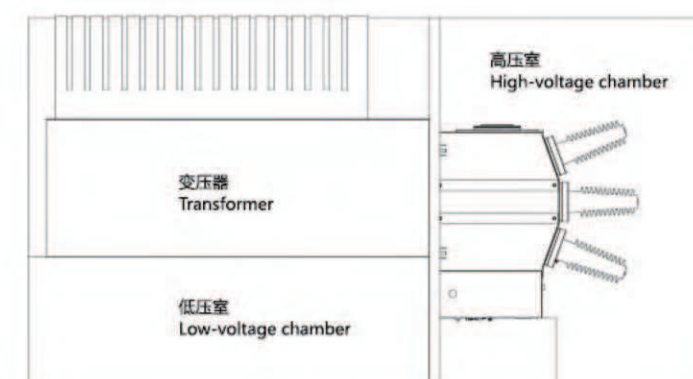 高压室
High-voltage chamber
变压器
Transformer
低压室
Low-voltage chamber